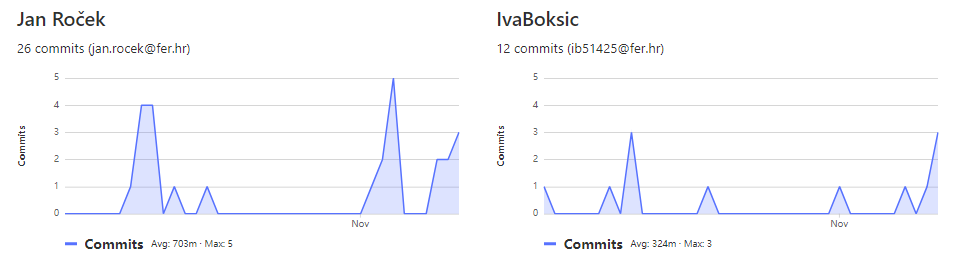 Jan Roček
26 commits (jan.rocek@fer.hr)
5
4
3
2
1
0
Commits
Nov
Commits Avg: 703m · Max: 5
IvaBoksic
12 commits (ib51425@fer.hr)
5
4
3
2
1
0
Commits
Nov
Commits Avg: 324m · Max: 3